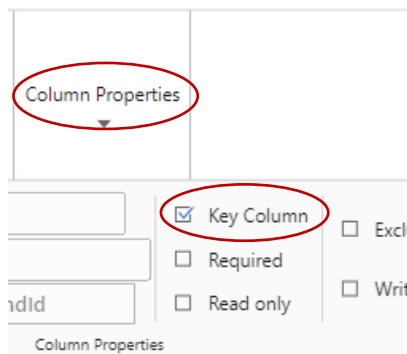 Column Properties
Key Column
Required
Read only
Column Properties